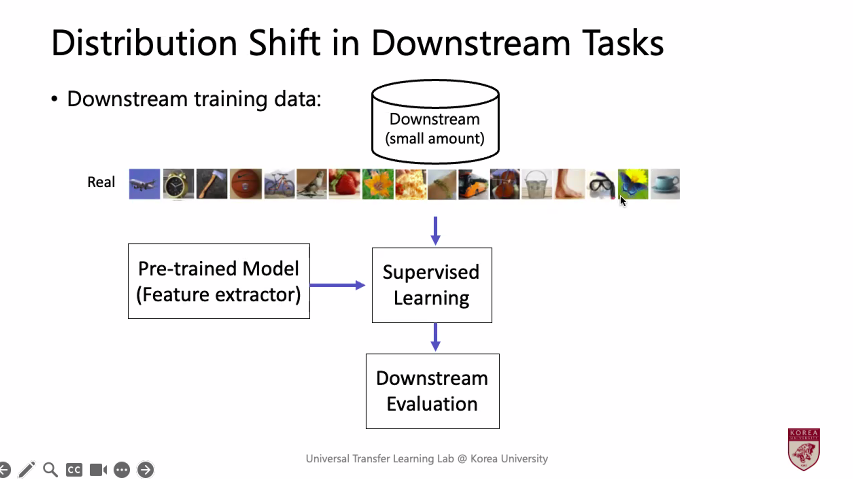 Distribution Shift in Downstream Tasks
• Downstream training data:
Downstream
(small amount)
Real
Pre-trained Model
(Feature extractor)
Supervised
Learning
Downstream
Evaluation
Universal Transfer Learning Lab @ Korea University
KOREA
UNIVERSITY
CC